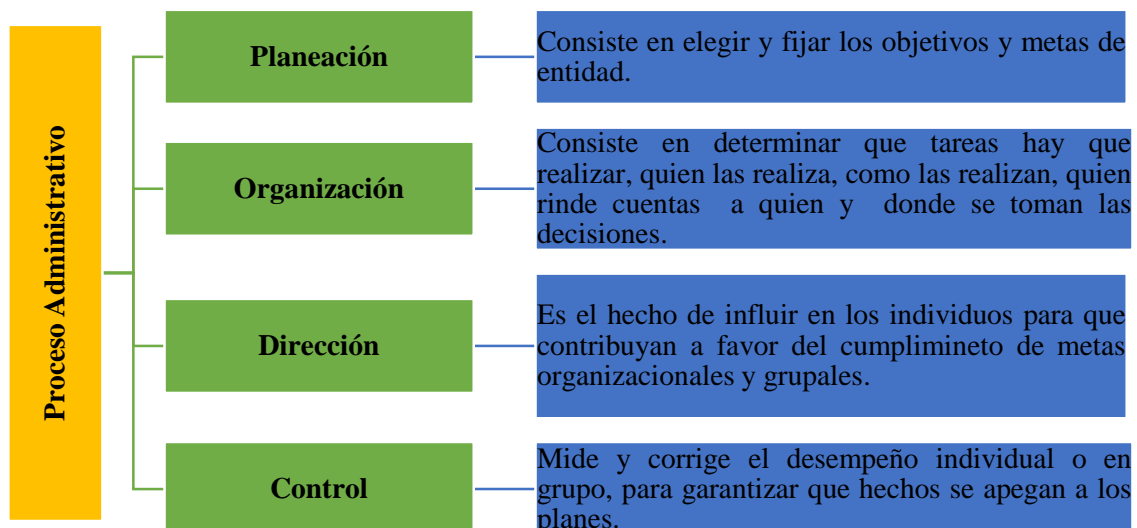 Proceso Administrativo
Planeación
Consiste en elegir y fijar los objetivos y metas de
entidad.
Organización
Consiste en determinar que tareas hay que
realizar, quien las realiza, como las realizan, quien
rinde cuentas a quien y donde se toman las
decisiones.
Dirección
Es el hecho de influir en los individuos para que
contribuyan a favor del cumplimineto de metas
organizacionales y grupales.
Control
Mide y corrige el desempeño individual o en
grupo, para garantizar que hechos se apegan a los
planes.